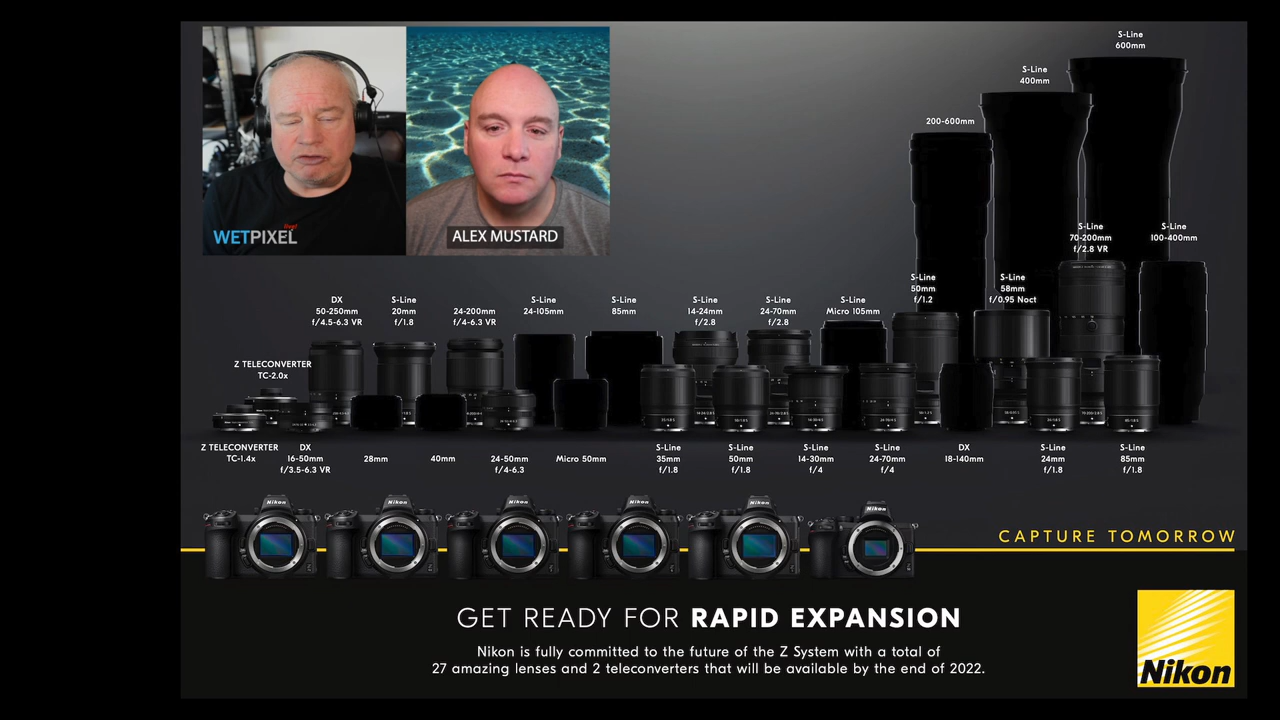 WETPIXEL live!
ALEX MUSTARD
S-Line
600mm
S-Line
400mm
200-600mm
S-Line
70-200mm
f/2.8 VR
S-Line
100-400mm
S-Line
50mm
f/1.2
S-Line
58mm
f/0.95 Noct
DX
50-250mm
f/4.5-6.3 VR
S-Line
20mm
f/1.8
24-200mm
f/4-6.3 VR
S-Line
24-105mm
S-Line
85mm
S-Line
14-24mm
f/2.8
S-Line
24-70mm
f/2.8
S-Line
Micro 105mm
Z TELECONVERTER
TC-2.0x
Z TELECONVERTER
TC-1.4x
DX
16-50mm
f/3.5-6.3 VR
28mm
40mm
24-50mm
f/4-6.3
Micro 50mm
S-Line
35mm
f/1.8
S-Line
50mm
f/1.8
S-Line
14-30mm
f/4
S-Line
24-70mm
f/4
DX
18-140mm
S-Line
24mm
f/1.8
S-Line
85mm
f/1.8
Nikon
Nikon
Nikon
Nikon
Nikon
Nikon
CAPTURE TOMORROW
GET READY FOR RAPID EXPANSION
Nikon is fully committed to the future of the Z System with a total of
27 amazing lenses and 2 teleconverters that will be available by the end of 2022.
Nikon